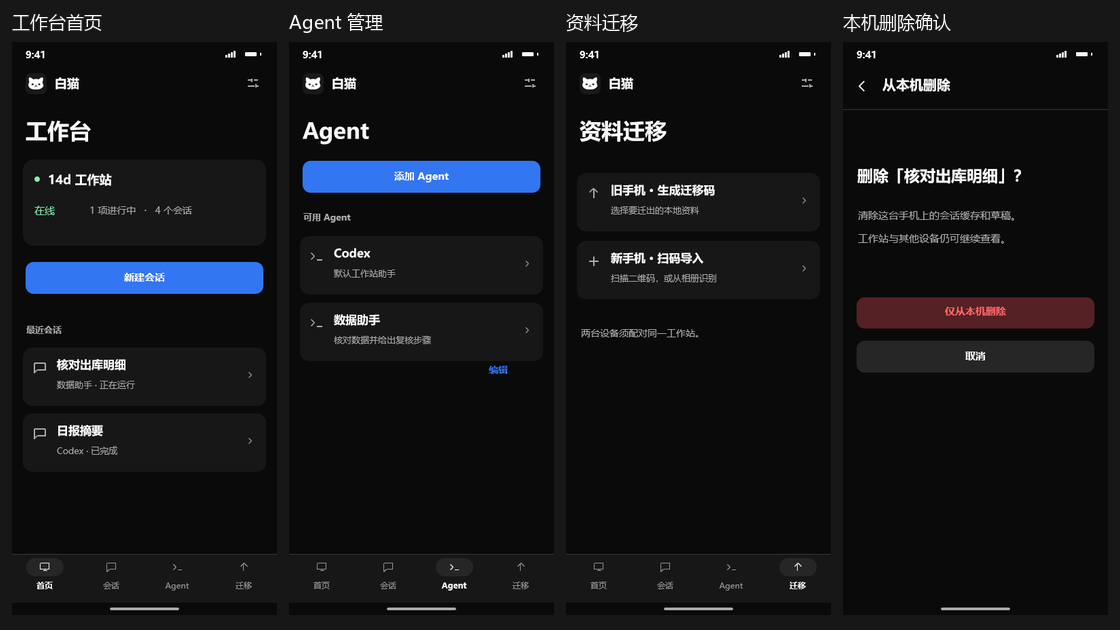 工作台首页
9:41
白猫
工作台
14d 工作站
在线
1 项进行中 · 4 个会话
新建会话
最近会话
核对出库明细
数据助手 · 正在运行
日报摘要
Codex · 已完成
首页
会话
Agent
迁移
Agent 管理
9:41
白猫
Agent
添加 Agent
可用 Agent
>_ Codex
默认工作站助手
>_ 数据助手
核对数据并给出复核步骤
编辑
首页
会话
>_
Agent
迁移
资料迁移
9:41
白猫
资料迁移
旧手机 · 生成迁移码
选择要迁出的本地资料
新手机 · 扫码导入
扫描二维码，或从相册识别
两台设备须配对同一工作站。
首页
会话
Agent
迁移
本机删除确认
9:41
从本机删除
删除「核对出库明细」？
清除这台手机上的会话缓存和草稿。
工作站与其他设备仍可继续查看。
仅从本机删除
取消